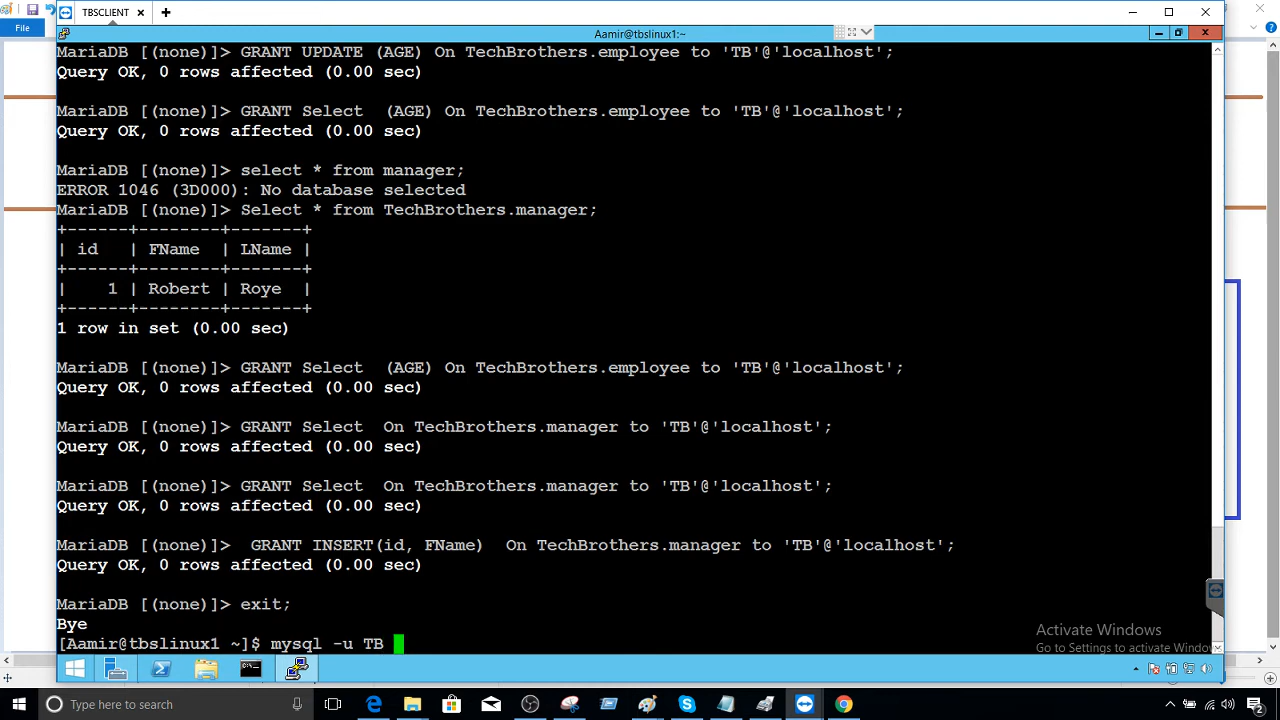 TBSCLIENT
File
Aamir@tbslinux1:~
MariaDB [(none)]> GRANT UPDATE (AGE) On TechBrothers.employee to 'TB'@'localhost';
Query OK, 0 rows affected (0.00 sec)
MariaDB [(none)]> GRANT Select  (AGE) On TechBrothers.employee to 'TB'@'localhost';
Query OK, 0 rows affected (0.00 sec)
MariaDB [(none)]> select * from manager;
ERROR 1046 (3D000): No database selected
MariaDB [(none)]> Select * from TechBrothers.manager;
+------+--------+-------+
| id   | FName  | LName |
+------+--------+-------+
|    1 | Robert | Roye  |
+------+--------+-------+
1 row in set (0.00 sec)
MariaDB [(none)]> GRANT Select  (AGE) On TechBrothers.employee to 'TB'@'localhost';
Query OK, 0 rows affected (0.00 sec)
MariaDB [(none)]> GRANT Select  On TechBrothers.manager to 'TB'@'localhost';
Query OK, 0 rows affected (0.00 sec)
MariaDB [(none)]> GRANT Select  On TechBrothers.manager to 'TB'@'localhost';
Query OK, 0 rows affected (0.00 sec)
MariaDB [(none)]>  GRANT INSERT(id, FName)  On TechBrothers.manager to 'TB'@'localhost';
Query OK, 0 rows affected (0.00 sec)
MariaDB [(none)]> exit;
Bye
[Aamir@tbslinux1 ~]$ mysql -u TB
Activate Windows
Go to Settings to activate Window
Type here to search